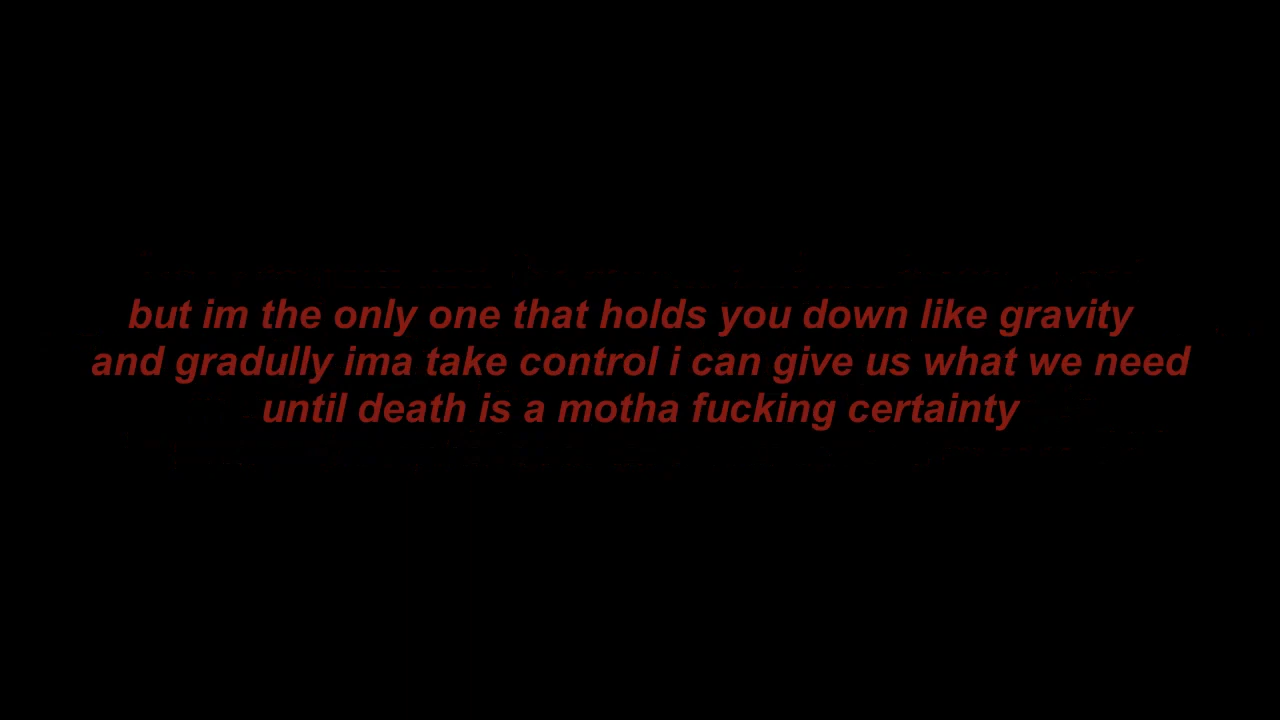 but im the only one that holds you down like gravity
and gradully ima take control i can give us what we need
until death is a motha fucking certainty